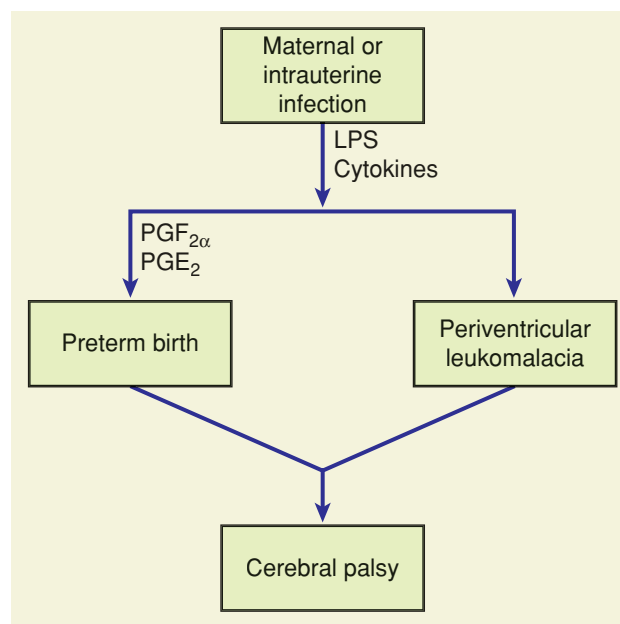 Maternal or
intrauterine
infection
LPS
Cytokines
PGF2α
PGE2
Preterm birth
Periventricular
leukomalacia
Cerebral palsy